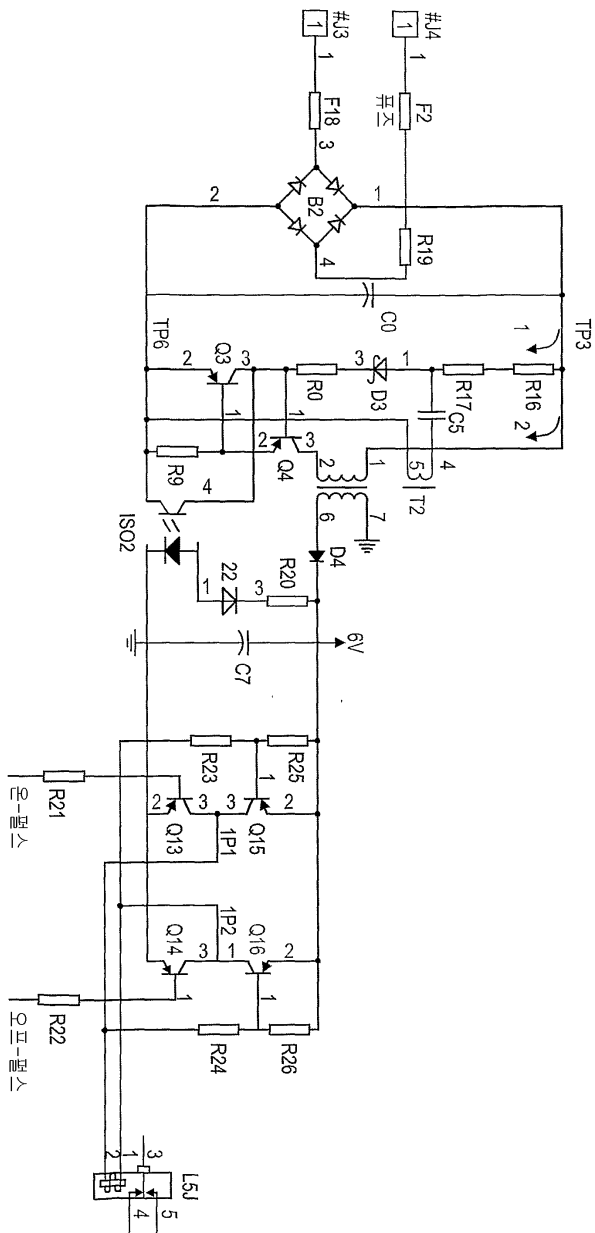 #J4
1
1
F2
퓨즈
#J3
1
1
F18
3
B2
1
2
4
R19
C0
TP3
1
2
TP6
R16
R17
C5
4
5
T2
1
D3
3
R0
Q3
3
2
1
R9
1
3
2
Q4
1
2
7
6
4
ISO2
D4
R20
3
22
1
6V
C7
R25
R23
1
2
3
Q15
1P1
3
2
Q13
R21
온-펄스
2
1
1
Q16
1P2
3
1
Q14
R26
R24
R22
오프-펄스
L5J
3
1
2
5
4